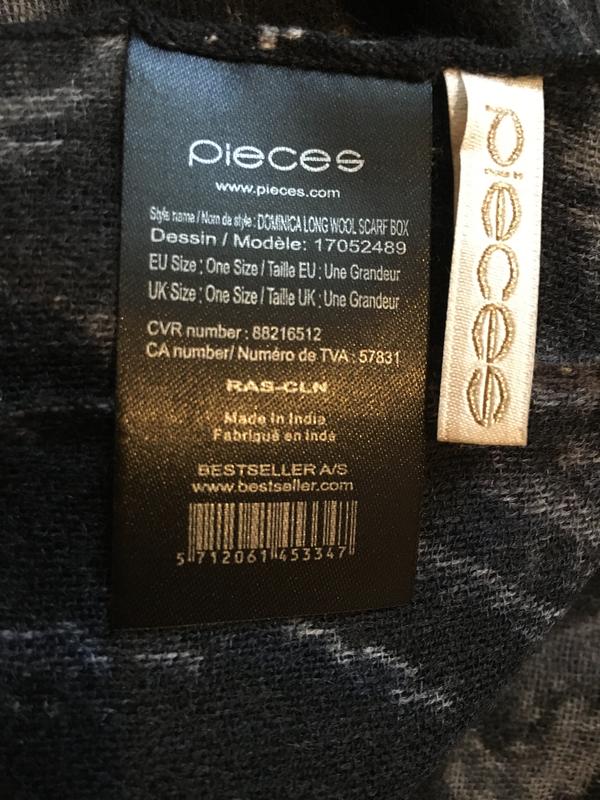 pieces
www.pieces.com
Style name / Nom de style : DOMINICA LONG WOOL SCARF BOX
Dessin / Modèle: 17052489
EU Size : One Size / Taille EU : Une Grandeur
UK Size : One Size / Taille UK : Une Grandeur
CVR number : 88216512
CA number/ Numéro de TVA : 57831
RAS-CLN
Made in India
Fabriqué en Inde
BESTSELLER A/S
www.bestseller.com
5 712061 453347
pieces